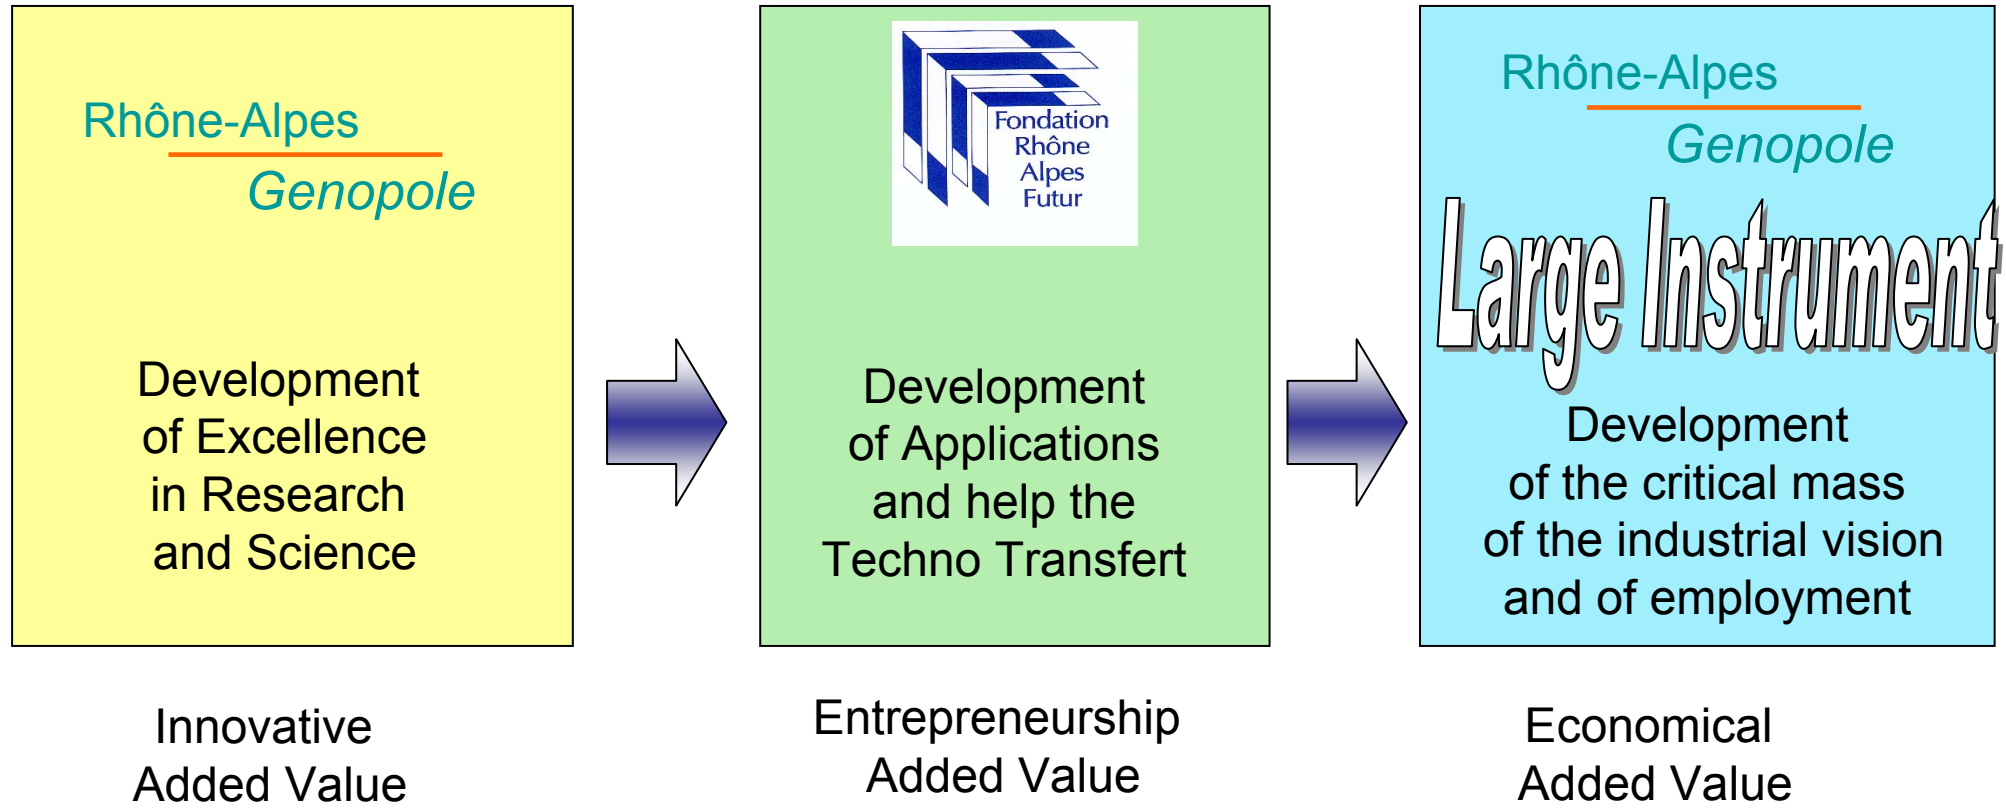 Rhône-Alpes
Genopole
Development
of Excellence
in Research
and Science
Innovative
Added Value
Fondation
Rhône
Alpes
Futur
Development
of Applications
and help the
Techno Transfert
Entrepreneurship
Added Value
Rhône-Alpes
Genopole
Large Instrument
Development
of the critical mass
of the industrial vision
and of employment
Economical
Added Value